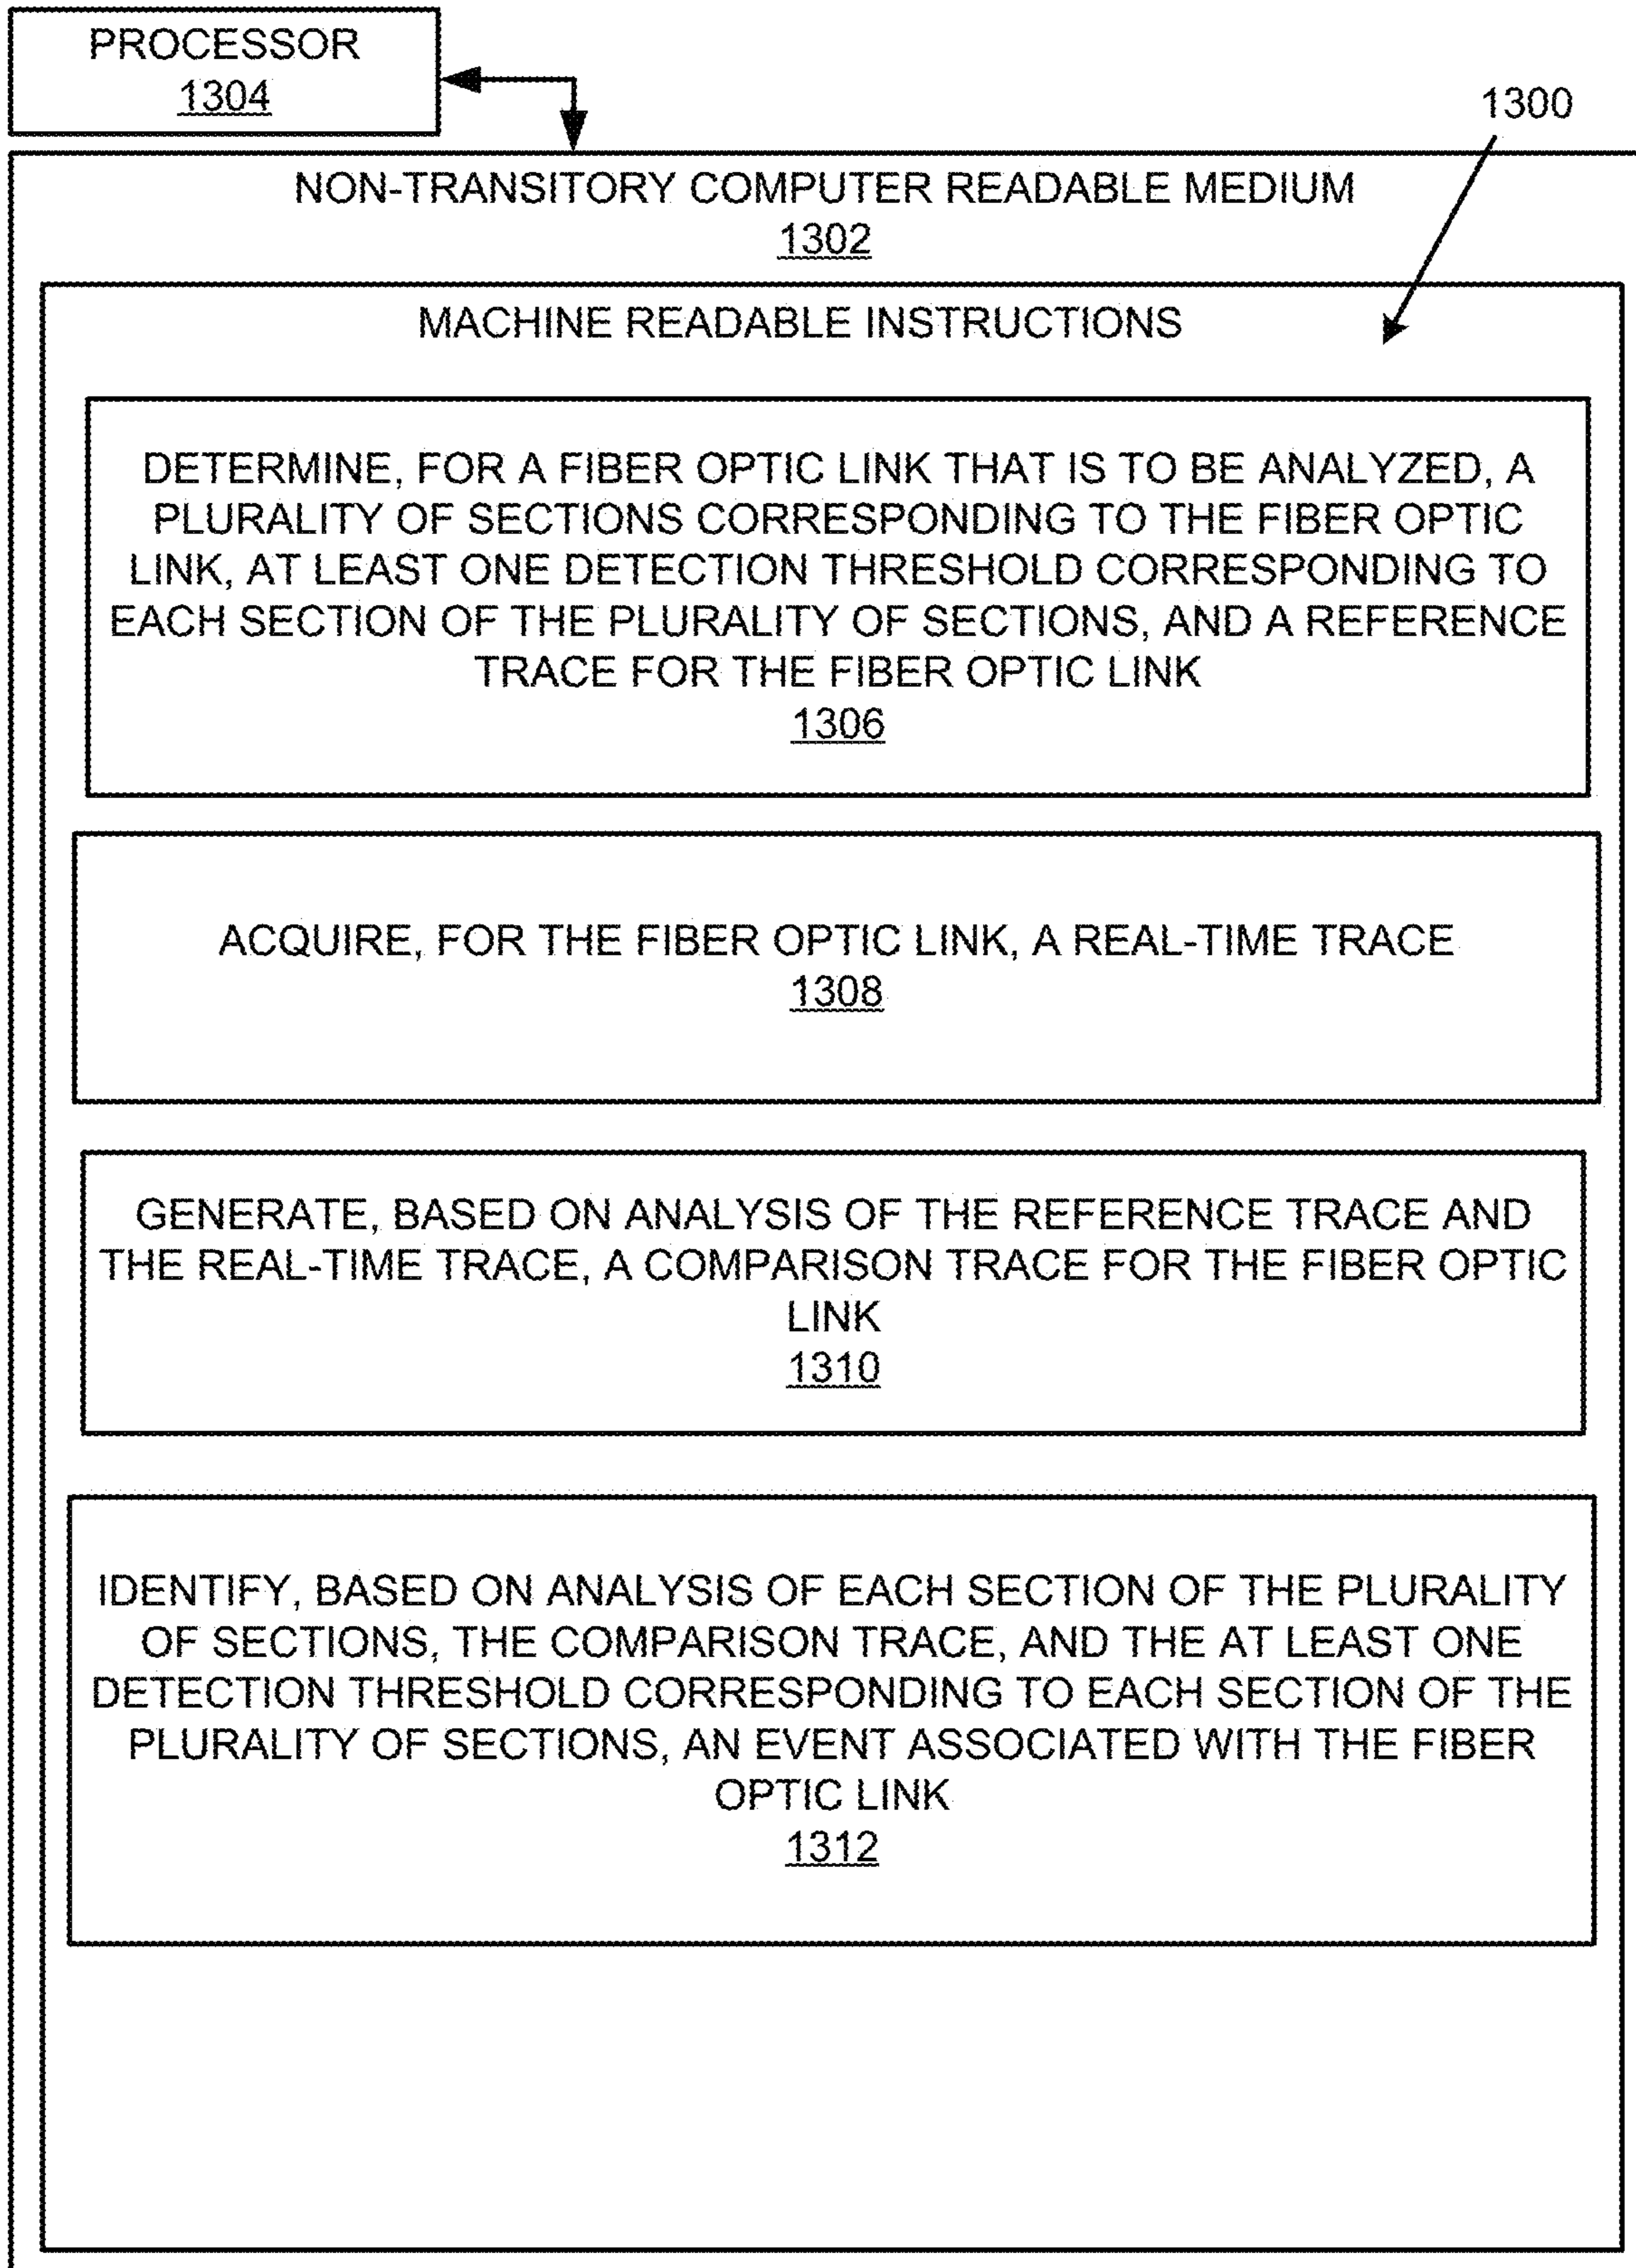 PROCESSOR
1304
1300
NON-TRANSITORY COMPUTER READABLE MEDIUM
1302
MACHINE READABLE INSTRUCTIONS
DETERMINE, FOR A FIBER OPTIC LINK THAT IS TO BE ANALYZED, A
PLURALITY OF SECTIONS CORRESPONDING TO THE FIBER OPTIC
LINK, AT LEAST ONE DETECTION THRESHOLD CORRESPONDING TO
EACH SECTION OF THE PLURALITY OF SECTIONS, AND A REFERENCE
TRACE FOR THE FIBER OPTIC LINK
1306
ACQUIRE, FOR THE FIBER OPTIC LINK, A REAL-TIME TRACE
1308
GENERATE, BASED ON ANALYSIS OF THE REFERENCE TRACE AND
THE REAL-TIME TRACE, A COMPARISON TRACE FOR THE FIBER OPTIC
LINK
1310
IDENTIFY, BASED ON ANALYSIS OF EACH SECTION OF THE PLURALITY
OF SECTIONS, THE COMPARISON TRACE, AND THE AT LEAST ONE
DETECTION THRESHOLD CORRESPONDING TO EACH SECTION OF THE
PLURALITY OF SECTIONS, AN EVENT ASSOCIATED WITH THE FIBER
OPTIC LINK
1312